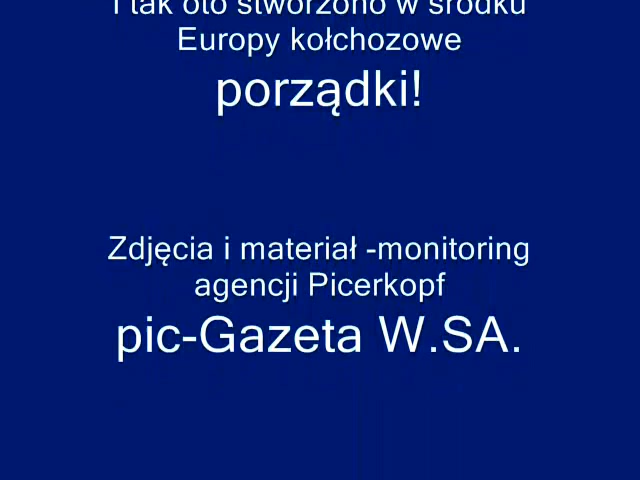 I tak oto stworzono w środku
Europy kołchozowe
porządki!
Zdjęcia i materiał -monitoring
agencji Picerkopf
pic-Gazeta W.SA.